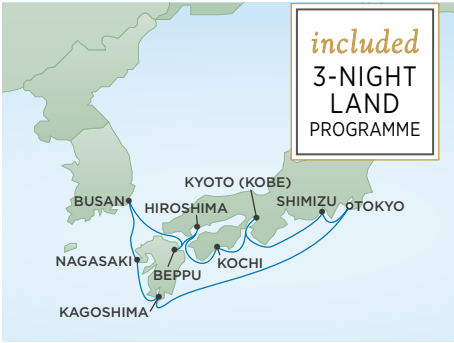 included
3-NIGHT
LAND
PROGRAMME
KYOTO (KOBE)
BUSAN
HIROSHIMA
SHIMIZU
TOKYO
NAGASAKI
BEPPU
KOCHI
KAGOSHIMA